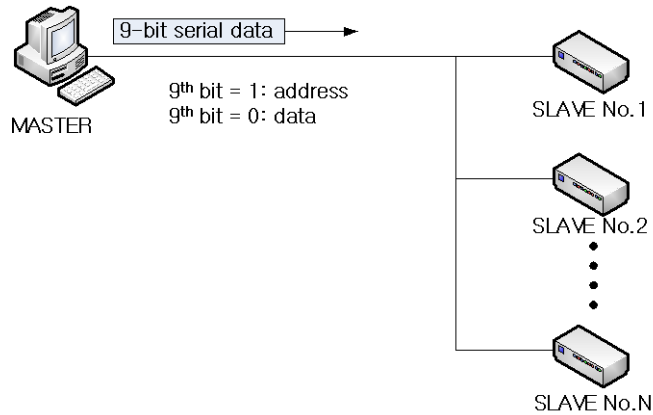 9-bit serial data
9th bit = 1: address
9th bit = 0: data
MASTER
SLAVE No.1
SLAVE No.2
SLAVE No.N